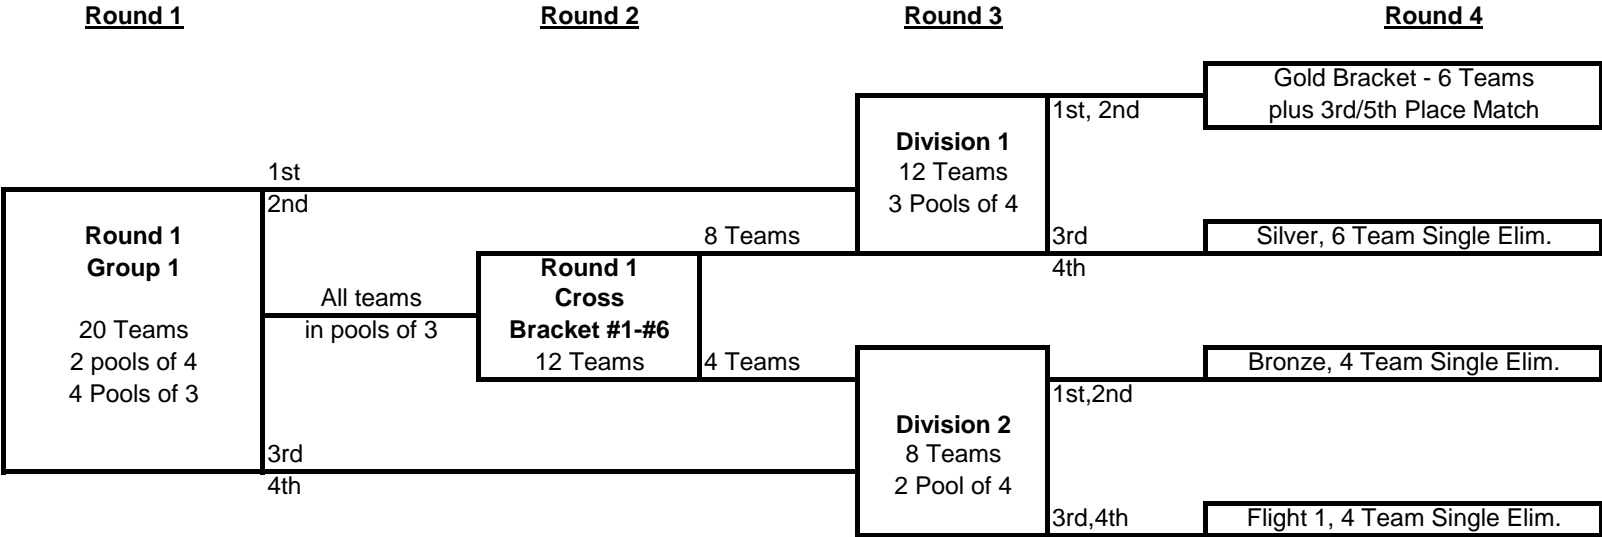 Round 1
Round 2
Round 3
Round 4
Gold Bracket - 6 Teams
plus 3rd/5th Place Match
1st, 2nd
Division 1
12 Teams
3 Pools of 4
1st
2nd
Round 1
Group 1
20 Teams
2 pools of 4
4 Pools of 3
8 Teams
3rd
4th
Silver, 6 Team Single Elim.
All teams
in pools of 3
Round 1
Cross
Bracket #1-#6
12 Teams
4 Teams
Bronze, 4 Team Single Elim.
1st,2nd
Division 2
8 Teams
2 Pool of 4
3rd
4th
3rd,4th
Flight 1, 4 Team Single Elim.